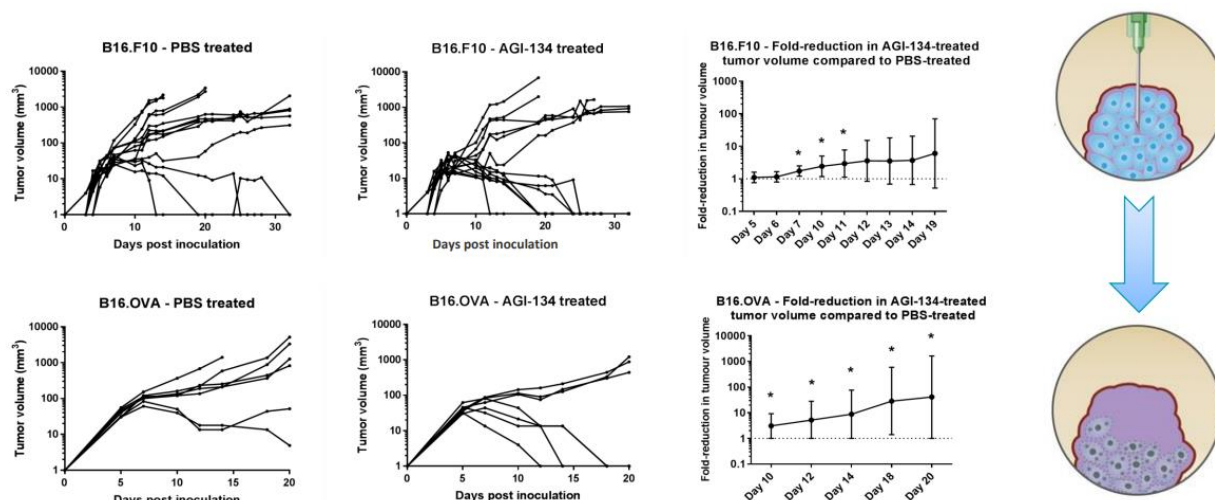 B16.F10 - PBS treated
Tumor volume (mm3)
10000
1000
100
10
1
0 10 20 30
Days post inoculation
B16.F10 - AGI-134 treated
Tumor volume (mm3)
10000
1000
100
10
1
0 10 20 30
Days post inoculation
B16.F10 - Fold-reduction in AGI-134-treated
tumor volume compared to PBS-treated
Fold-reduction in tumour volume
100
10
1
0.1
* * *
Day 5 Day 6 Day 7 Day 10 Day 11 Day 12 Day 13 Day 14 Day 19
B16.OVA - PBS treated
Tumor volume (mm3)
10000
1000
100
10
1
0 5 10 15 20
Days post inoculation
B16.OVA - AGI-134 treated
Tumor volume (mm3)
10000
1000
100
10
1
0 5 10 15 20
Days post inoculation
B16.OVA - Fold-reduction in AGI-134-treated
tumor volume compared to PBS-treated
Fold-reduction in tumour volume
10000
1000
100
10
1
0.1
* * * * *
Day 10 Day 12 Day 14 Day 18 Day 20